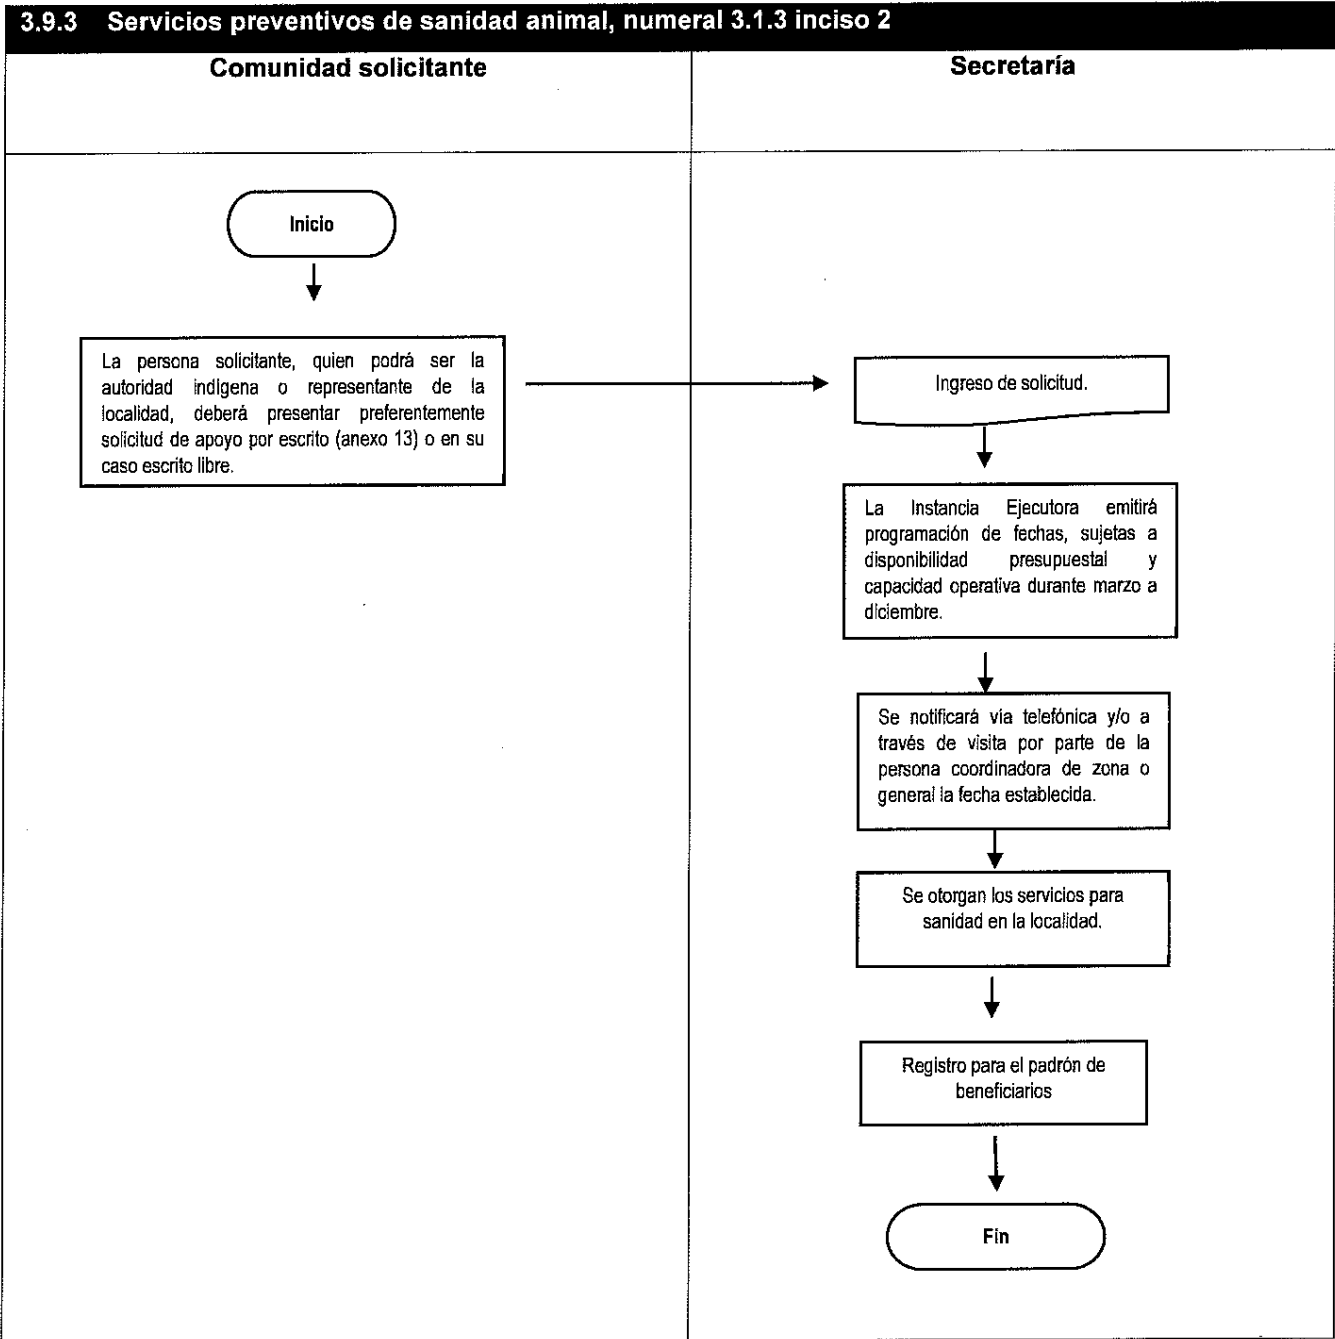 3.9.3 Servicios preventivos de sanidad animal, numeral 3.1.3 inciso 2
Comunidad solicitante
Secretaría
Inicio
La persona solicitante, quien podrá ser la
autoridad indígena o representante de la
localidad, deberá presentar preferentemente
solicitud de apoyo por escrito (anexo 13) o en su
caso escrito libre.
Ingreso de solicitud.
La Instancia Ejecutora emitirá
programación de fechas, sujetas a
disponibilidad presupuestal y
capacidad operativa durante marzo a
diciembre.
Se notificará vía telefónica y/o a
través de visita por parte de la
persona coordinadora de zona o
general la fecha establecida.
Se otorgan los servicios para
sanidad en la localidad.
Registro para el padrón de
beneficiarios
Fin